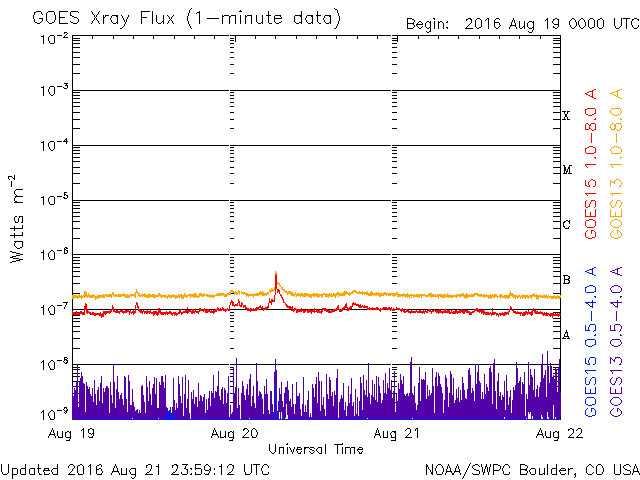 GOES Xray Flux (1-minute data)
Begin: 2016 Aug 19 0000 UTC
10⁻²
10⁻³
10⁻⁴
10⁻⁵
10⁻⁶
10⁻⁷
10⁻⁸
10⁻⁹
Watts m⁻²
X
M
C
B
A
GOES15 1.0-8.0 A
GOES13 1.0-8.0 A
GOES15 0.5-4.0 A
GOES13 0.5-4.0 A
Aug 19
Aug 20
Aug 21
Aug 22
Universal Time
Updated 2016 Aug 21 23:59:12 UTC
NOAA/SWPC Boulder, CO USA